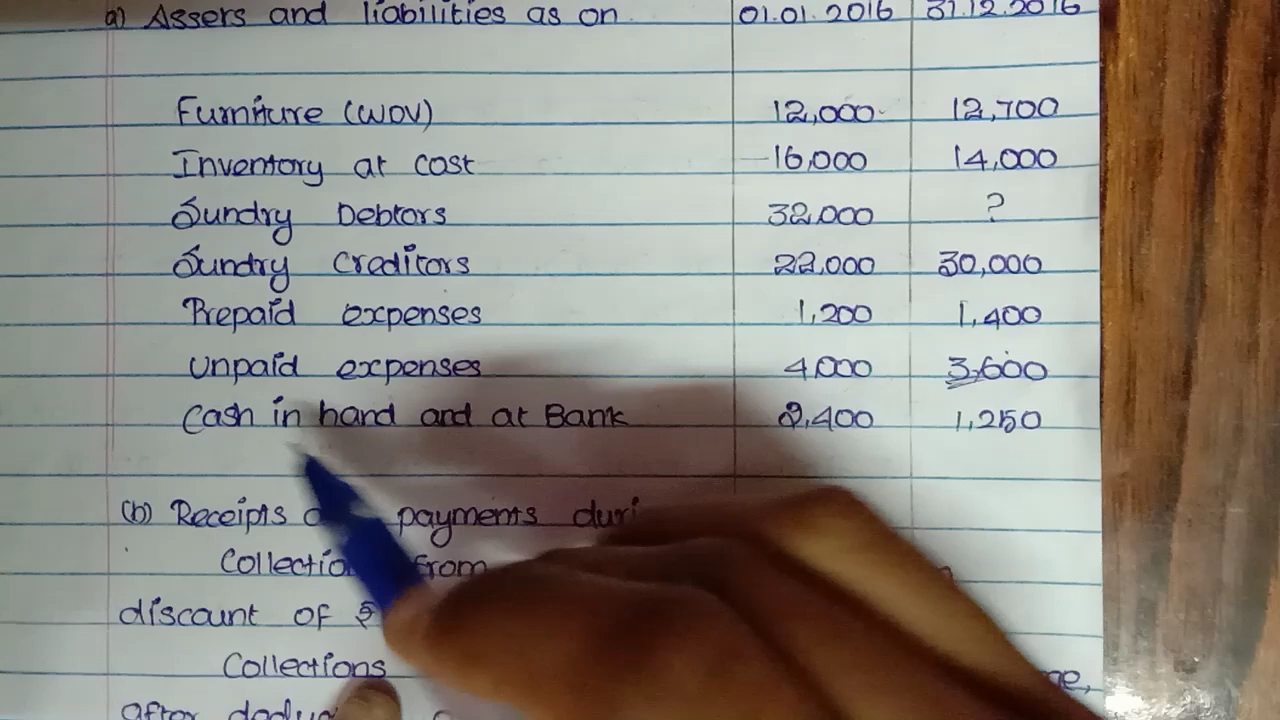 a) Assers and liabilities as on 01.01.2016 31.12.2016
Furniture (WDV) 12,000 12,700
Inventory at cost 16,000 14,000
Sundry Debtors 32,000 ?
Sundry Creditors 22,000 30,000
Prepaid expenses 1,200 1,400
Unpaid expenses 4,000 3,600
Cash in hand and at Bank 2,400 1,250
(b) Receipts payments
from
discount of ₹
Collections
after